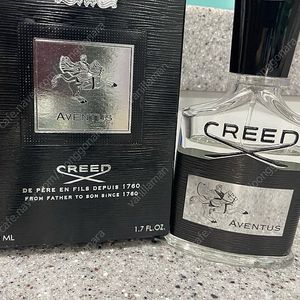 AVENTUS
CREED
DE PÈRE EN FILS DEPUIS 1760
FROM FATHER TO SON SINCE 1760
ML
1.7 FL.OZ.
CREED
AVENTUS